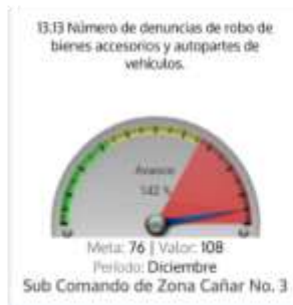 13.13 Número de denuncias de robo de
bienes accesorios y autopartes de
vehículos.
Avance
142 %
Meta: 76 | Valor: 108
Período: Diciembre
Sub Comando de Zona Cañar No. 3